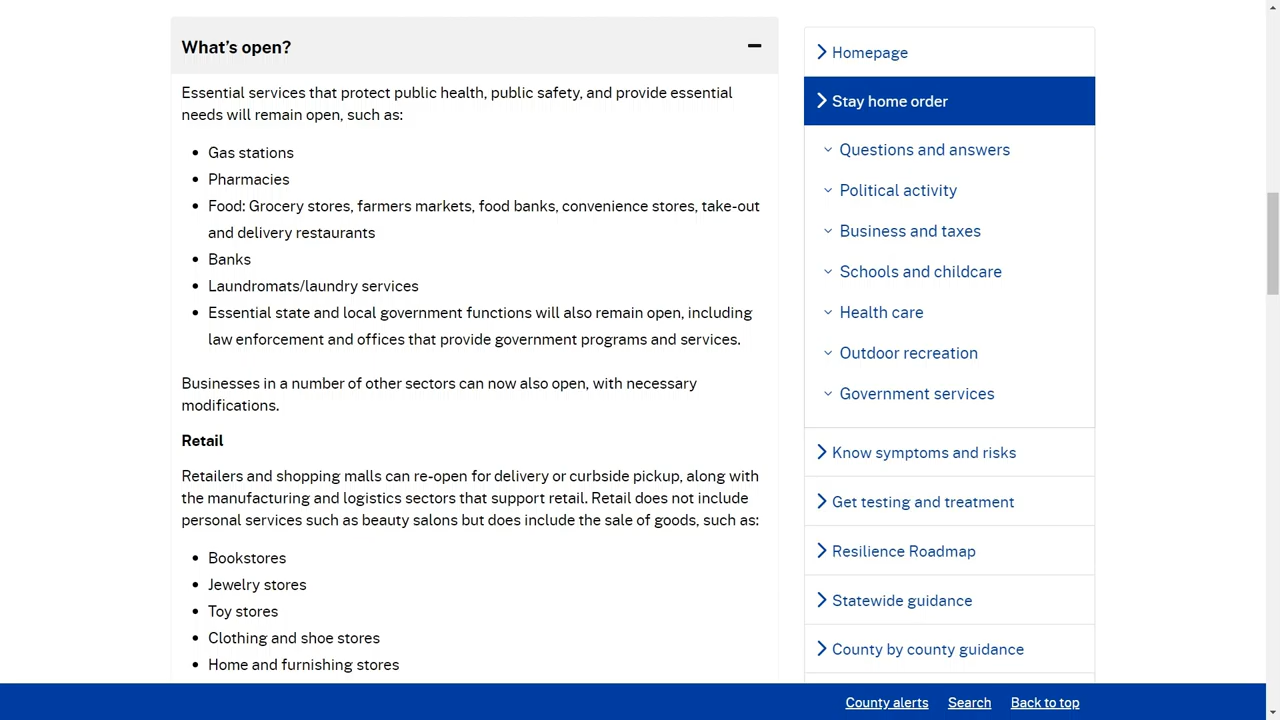 What's open?
Essential services that protect public health, public safety, and provide essential
needs will remain open, such as:
Gas stations
Pharmacies
Food: Grocery stores, farmers markets, food banks, convenience stores, take-out
and delivery restaurants
Banks
Laundromats/laundry services
Essential state and local government functions will also remain open, including
law enforcement and offices that provide government programs and services.
Businesses in a number of other sectors can now also open, with necessary
modifications.
Retail
Retailers and shopping malls can re-open for delivery or curbside pickup, along with
the manufacturing and logistics sectors that support retail. Retail does not include
personal services such as beauty salons but does include the sale of goods, such as:
Bookstores
Jewelry stores
Toy stores
Clothing and shoe stores
Home and furnishing stores
Homepage
Stay home order
Questions and answers
Political activity
Business and taxes
Schools and childcare
Health care
Outdoor recreation
Government services
Know symptoms and risks
Get testing and treatment
Resilience Roadmap
Statewide guidance
County by county guidance
County alerts Search Back to top